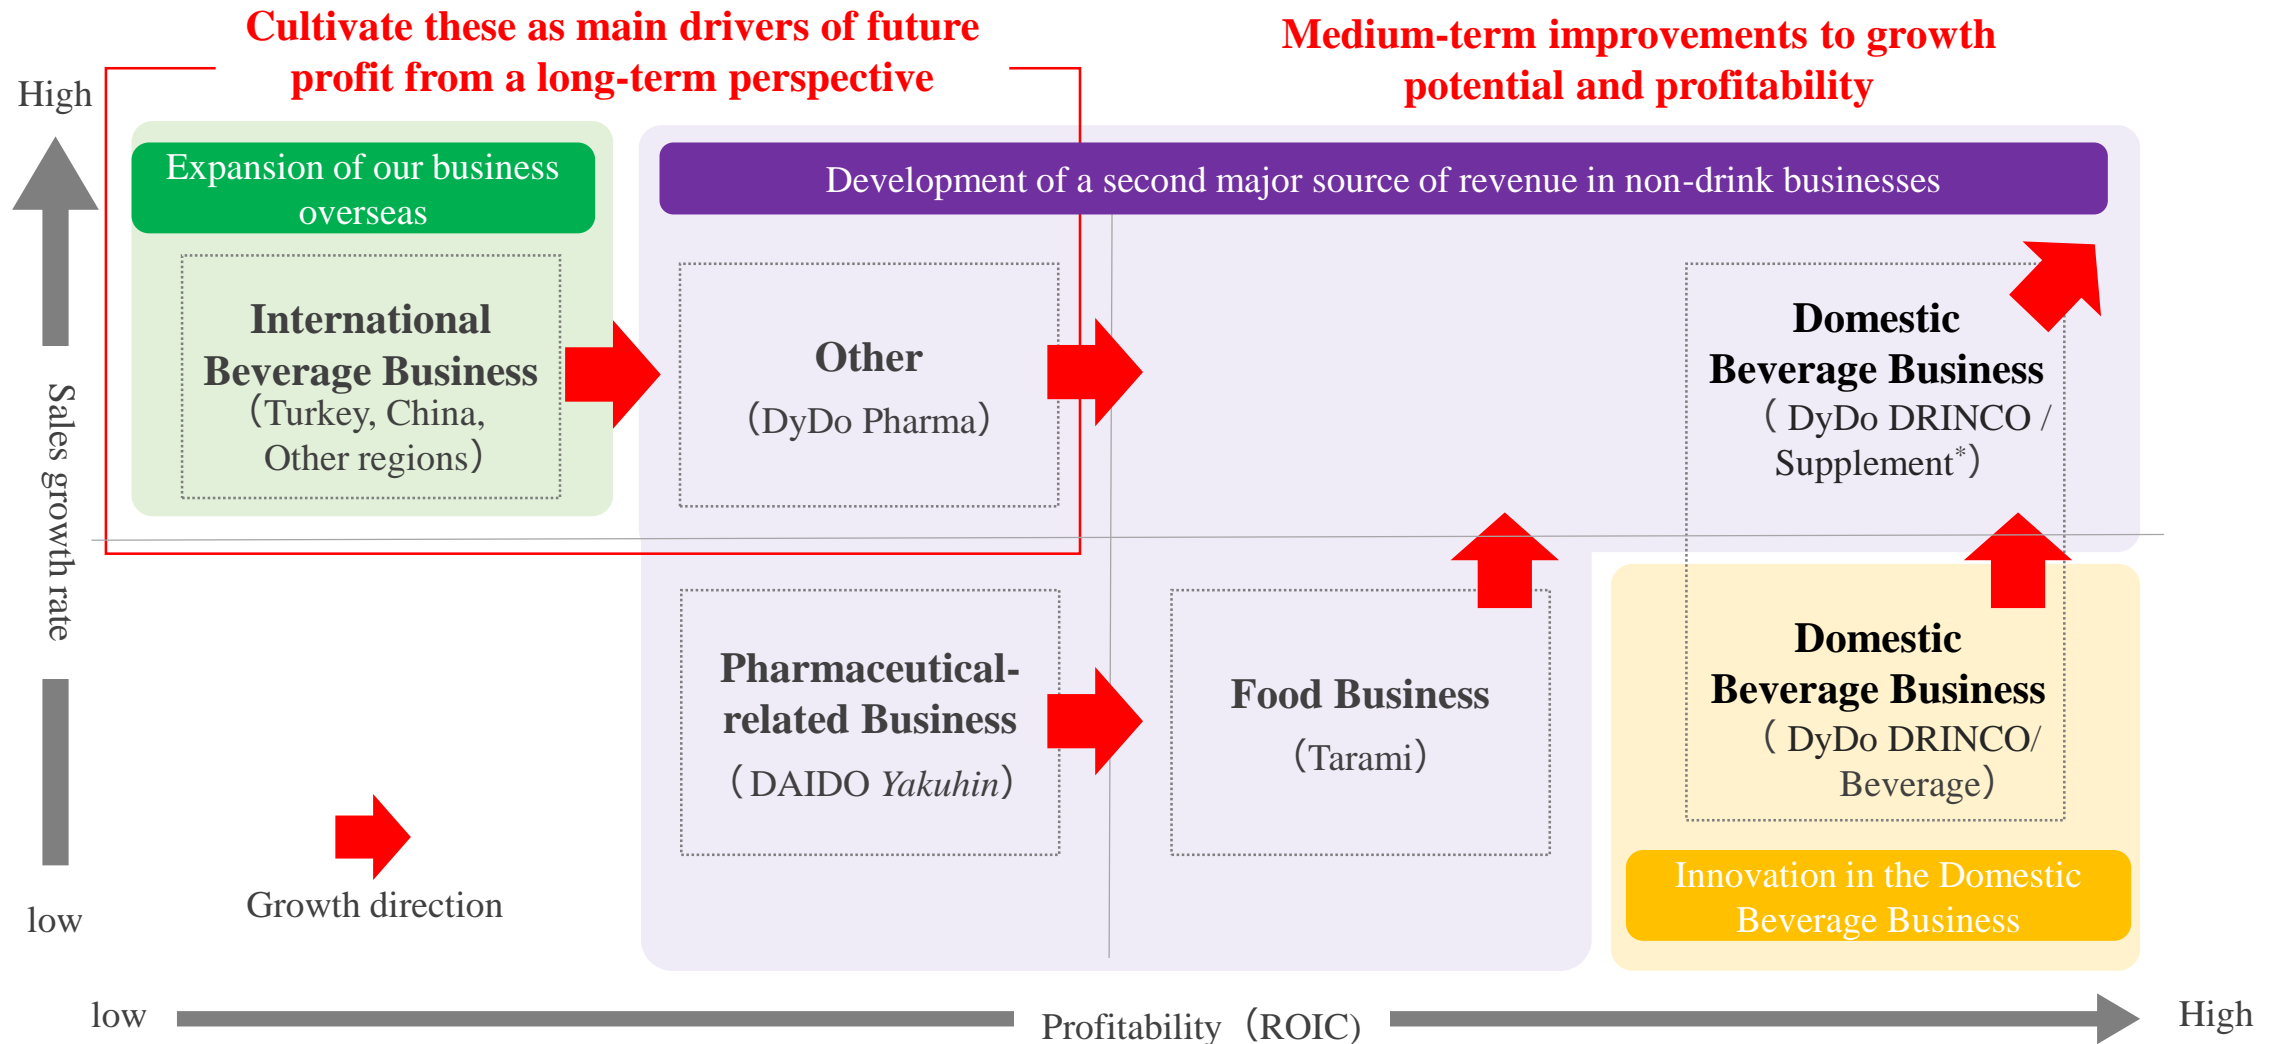 Cultivate these as main drivers of future
profit from a long-term perspective
Medium-term improvements to growth
potential and profitability
High
Expansion of our business
overseas
Development of a second major source of revenue in non-drink businesses
International
Beverage Business
（Turkey, China,
Other regions）
Other
（DyDo Pharma）
Domestic
Beverage Business
（ DyDo DRINCO /
Supplement*）
Sales growth rate
Pharmaceutical-
related Business
（ DAIDO Yakuhin）
Food Business
（Tarami）
Domestic
Beverage Business
（ DyDo DRINCO/
Beverage）
Innovation in the Domestic
Beverage Business
Growth direction
low
low
Profitability（ROIC)
High